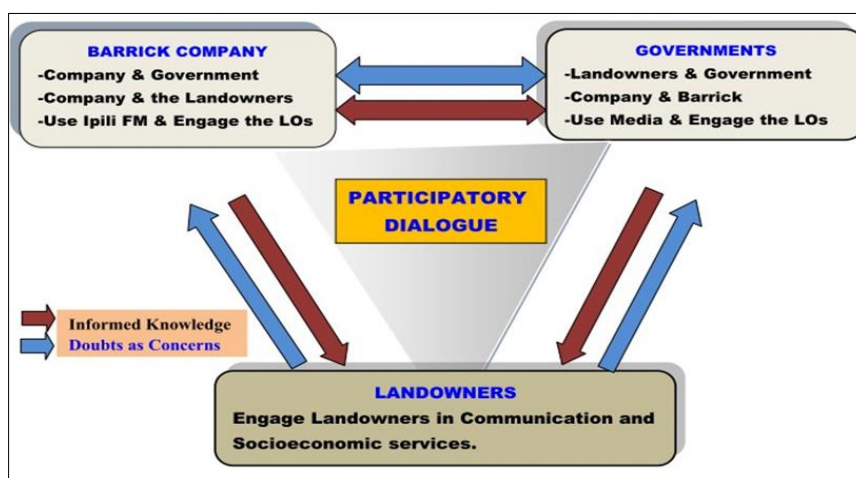 BARRICK COMPANY
-Company & Government
-Company & the Landowners
-Use Ipili FM & Engage the LOs
GOVERNMENTS
-Landowners & Government
-Company & Barrick
-Use Media & Engage the LOs
PARTICIPATORY
DIALOGUE
Informed Knowledge
Doubts as Concerns
LANDOWNERS
Engage Landowners in Communication and
Socioeconomic services.